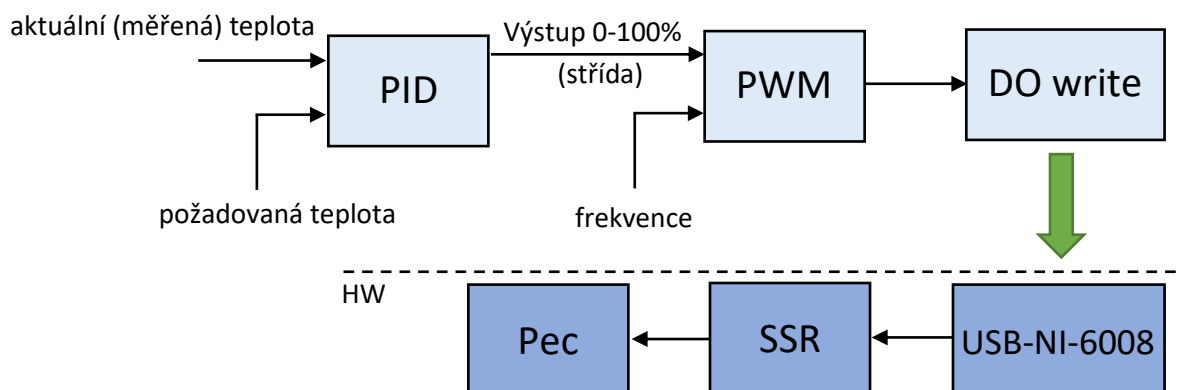 aktuální (měřená) teplota
PID
Výstup 0-100%
(střída)
PWM
DO write
požadovaná teplota
frekvence
HW
Pec
SSR
USB-NI-6008